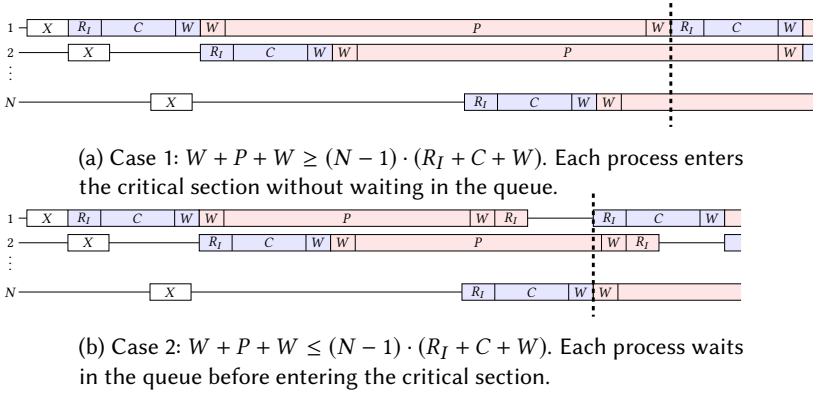 1 X R_I C W W P W R_I C W
2 X R_I C W W P W
⋮
N X R_I C W W
(a) Case 1: W + P + W ≥ (N − 1) · (R_I + C + W). Each process enters
the critical section without waiting in the queue.
1 X R_I C W W P W R_I R_I C W
2 X R_I C W W P W R_I
⋮
N X R_I C W W
(b) Case 2: W + P + W ≤ (N − 1) · (R_I + C + W). Each process waits
in the queue before entering the critical section.